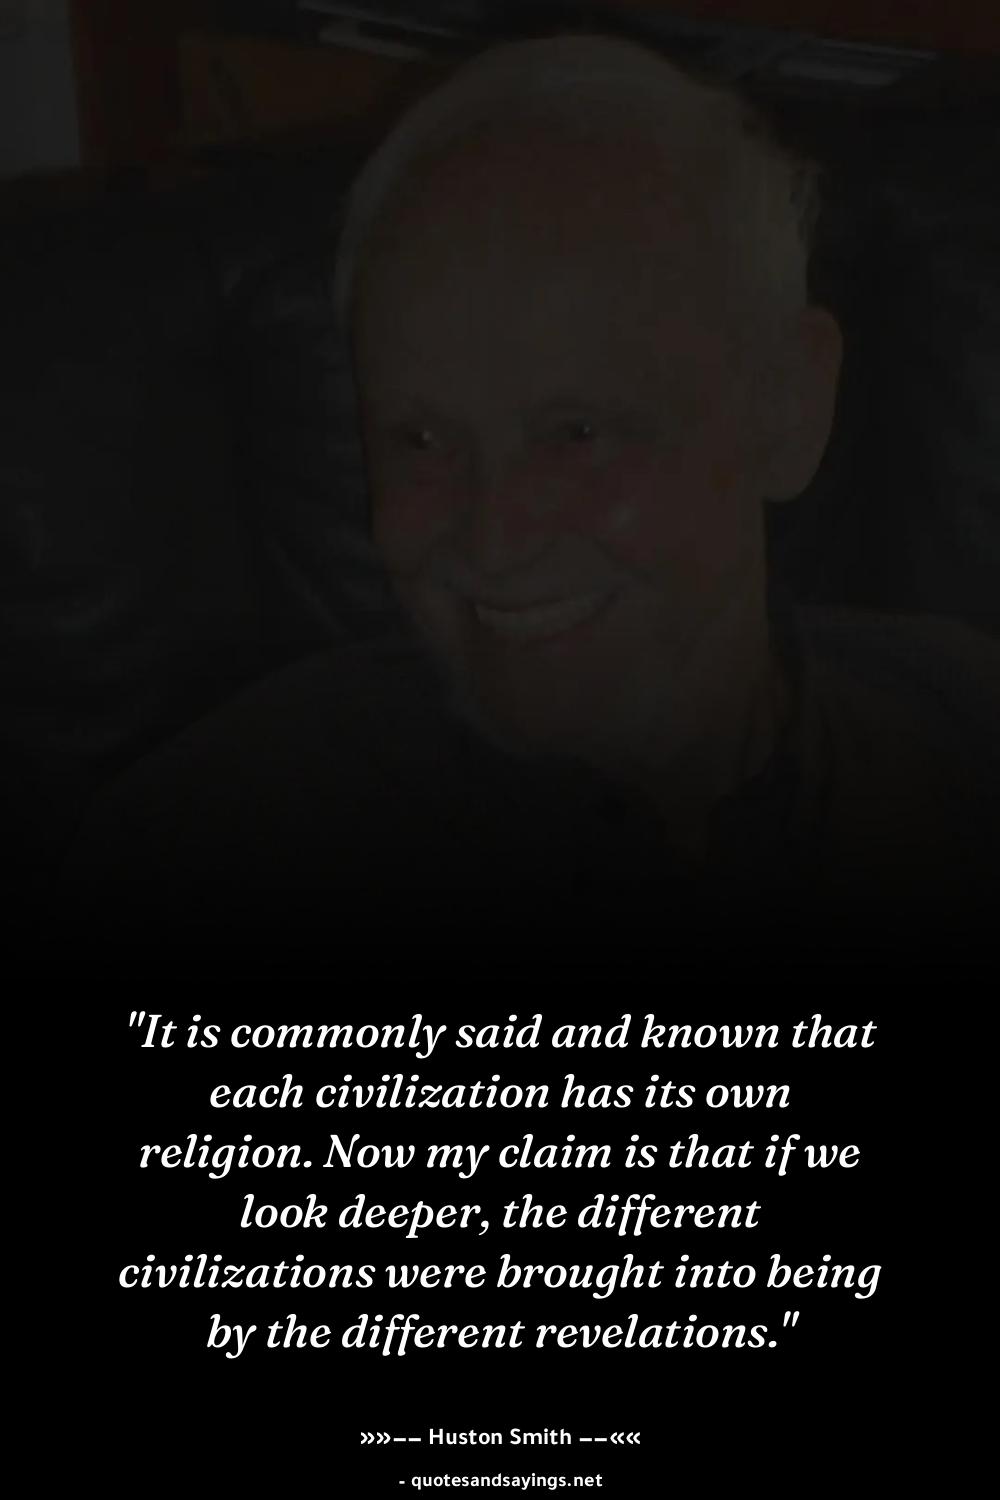 "It is commonly said and known that
each civilization has its own
religion. Now my claim is that if we
look deeper, the different
civilizations were brought into being
by the different revelations."
»»−− Huston Smith −−««
- quotesandsayings.net